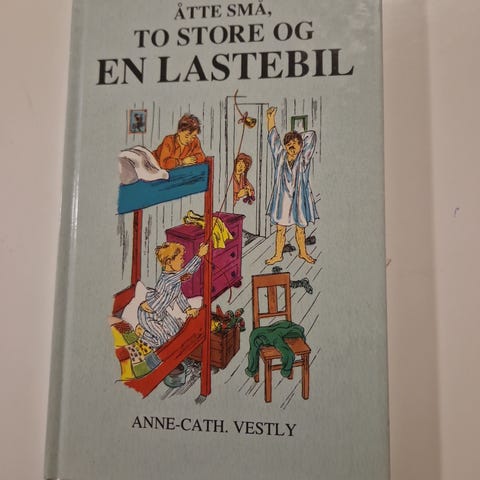 ÅTTE SMÅ,
TO STORE OG
EN LASTEBIL
ANNE-CATH. VESTLY